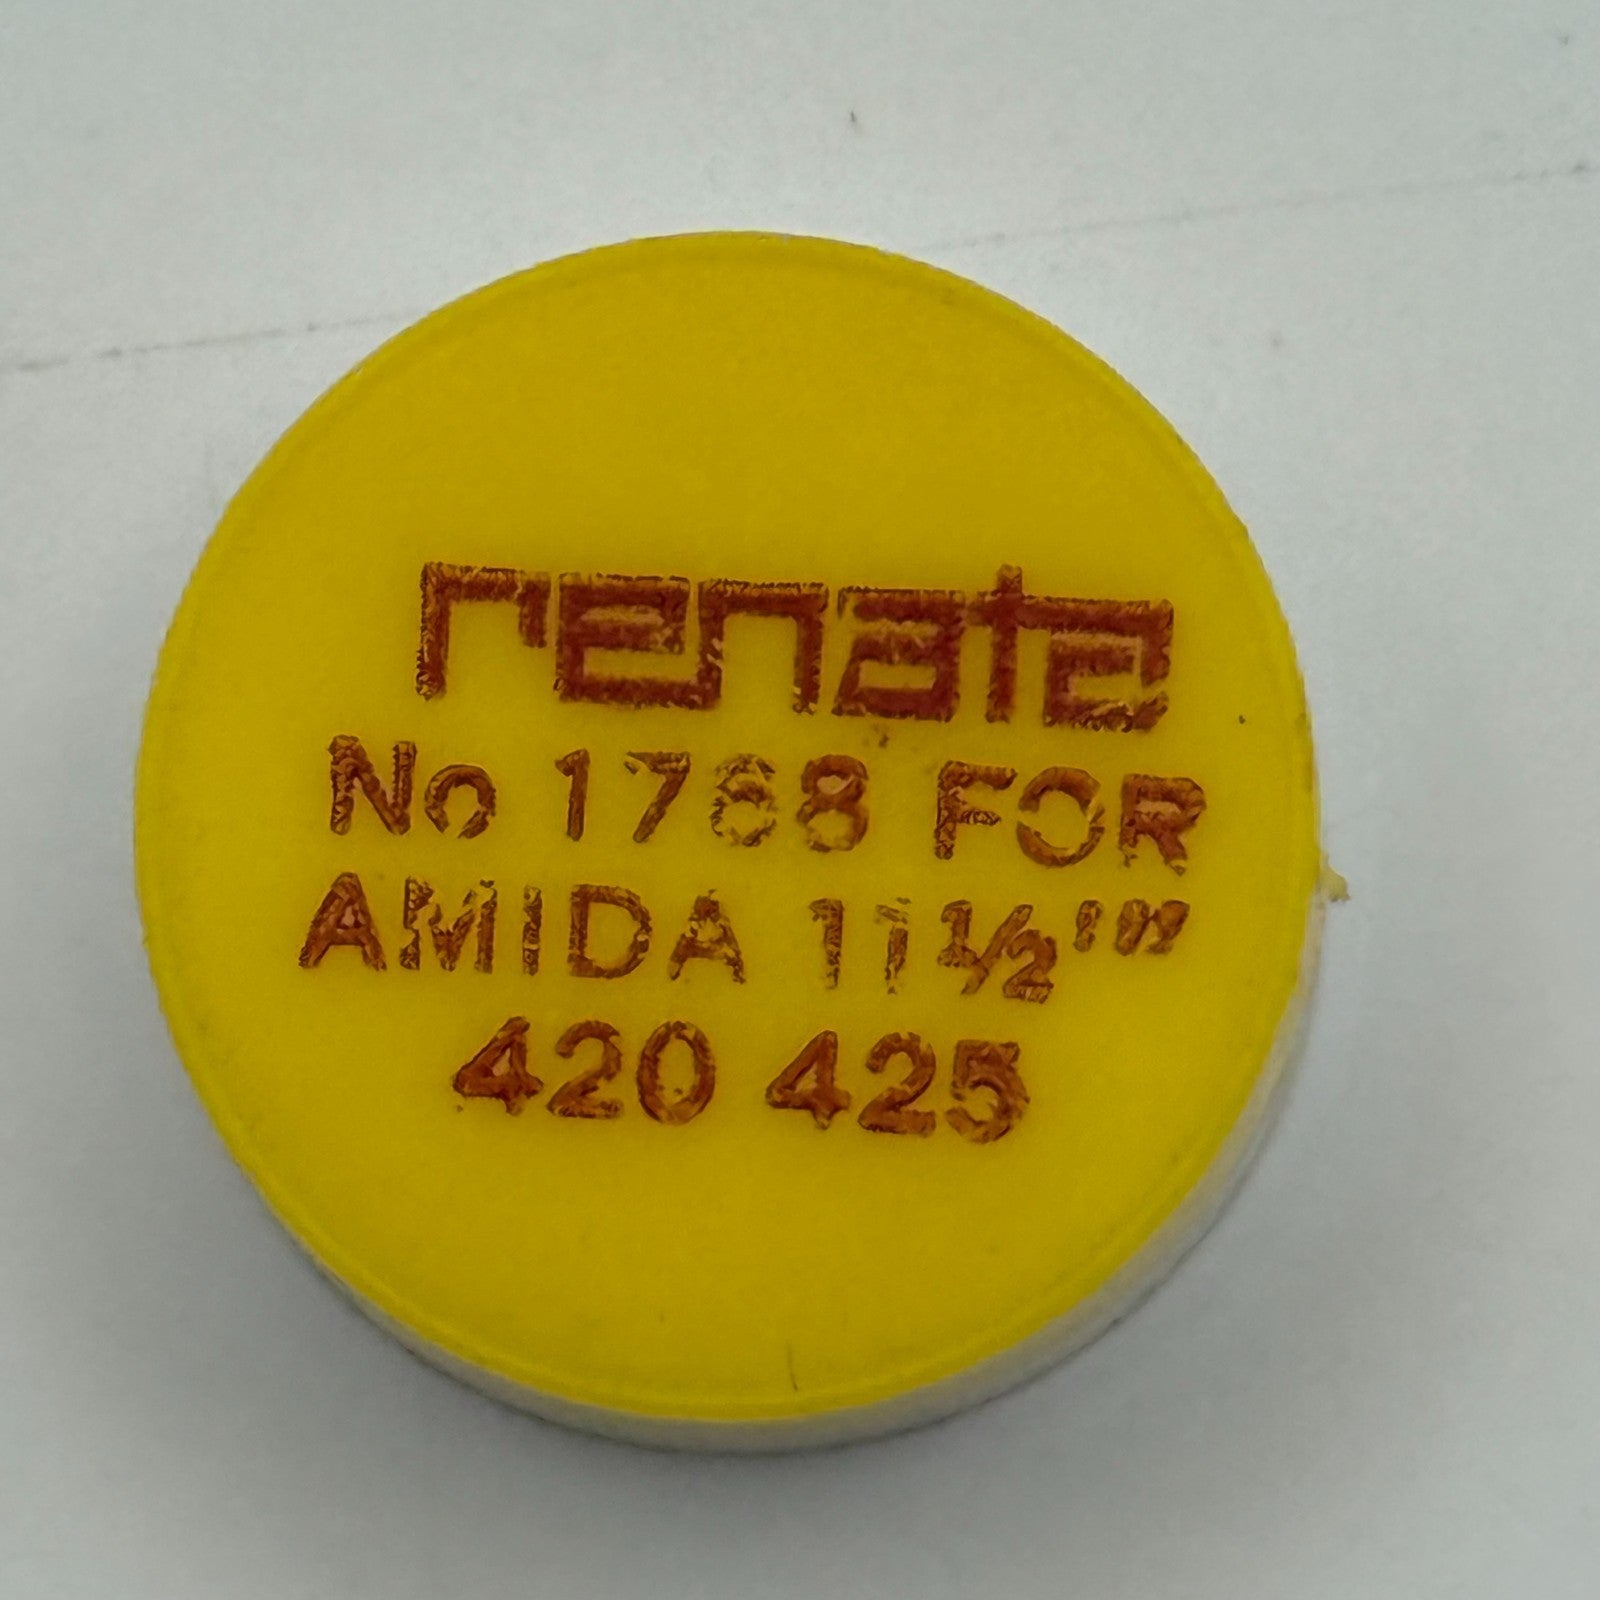 renata
No 1768 FOR
AMIDA 11½'''
420 425